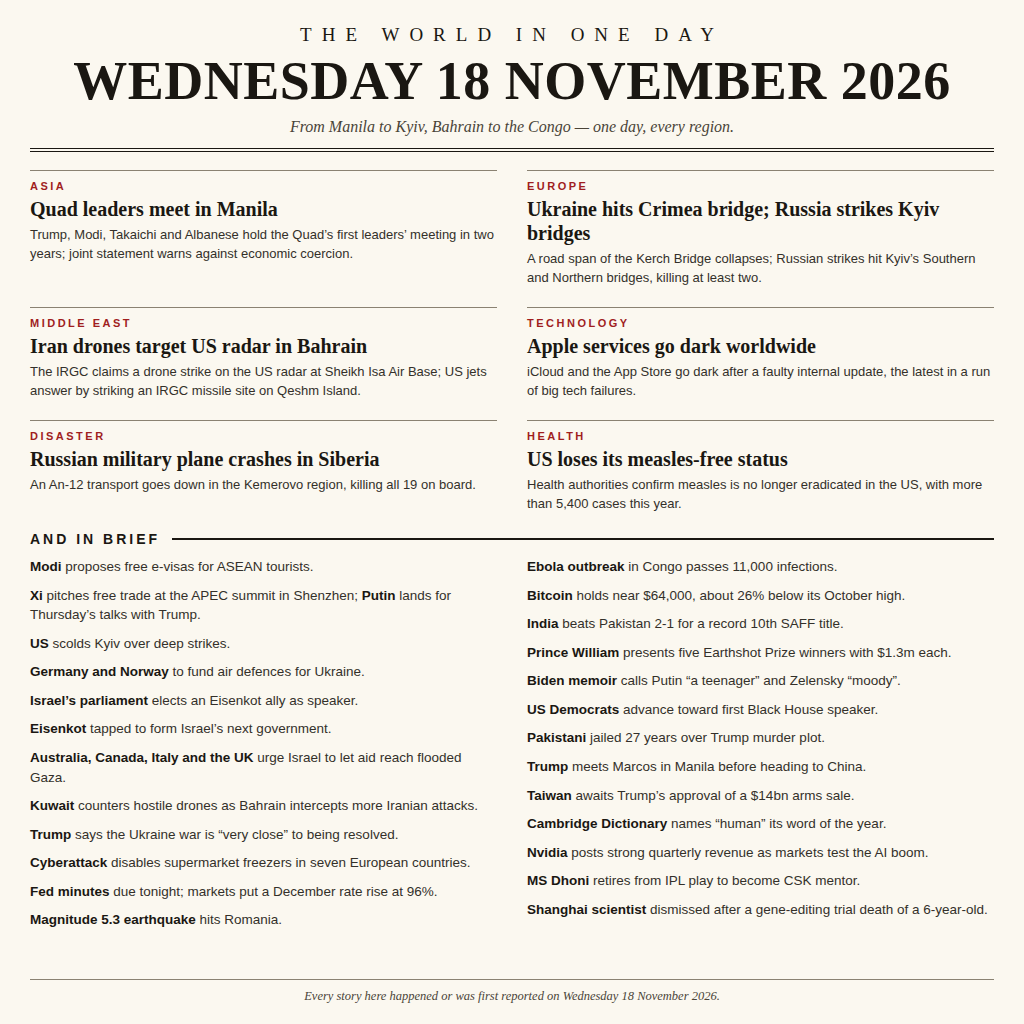 THE WORLD IN ONE DAY
WEDNESDAY 18 NOVEMBER 2026
From Manila to Kyiv, Bahrain to the Congo — one day, every region.
ASIA
Quad leaders meet in Manila
Trump, Modi, Takaichi and Albanese hold the Quad’s first leaders’ meeting in two
years; joint statement warns against economic coercion.
EUROPE
Ukraine hits Crimea bridge; Russia strikes Kyiv
bridges
A road span of the Kerch Bridge collapses; Russian strikes hit Kyiv’s Southern
and Northern bridges, killing at least two.
MIDDLE EAST
Iran drones target US radar in Bahrain
The IRGC claims a drone strike on the US radar at Sheikh Isa Air Base; US jets
answer by striking an IRGC missile site on Qeshm Island.
TECHNOLOGY
Apple services go dark worldwide
iCloud and the App Store go dark after a faulty internal update, the latest in a run
of big tech failures.
DISASTER
Russian military plane crashes in Siberia
An An-12 transport goes down in the Kemerovo region, killing all 19 on board.
HEALTH
US loses its measles-free status
Health authorities confirm measles is no longer eradicated in the US, with more
than 5,400 cases this year.
AND IN BRIEF
Modi proposes free e-visas for ASEAN tourists.
Xi pitches free trade at the APEC summit in Shenzhen; Putin lands for
Thursday’s talks with Trump.
US scolds Kyiv over deep strikes.
Germany and Norway to fund air defences for Ukraine.
Israel’s parliament elects an Eisenkot ally as speaker.
Eisenkot tapped to form Israel’s next government.
Australia, Canada, Italy and the UK urge Israel to let aid reach flooded
Gaza.
Kuwait counters hostile drones as Bahrain intercepts more Iranian attacks.
Trump says the Ukraine war is “very close” to being resolved.
Cyberattack disables supermarket freezers in seven European countries.
Fed minutes due tonight; markets put a December rate rise at 96%.
Magnitude 5.3 earthquake hits Romania.
Ebola outbreak in Congo passes 11,000 infections.
Bitcoin holds near $64,000, about 26% below its October high.
India beats Pakistan 2-1 for a record 10th SAFF title.
Prince William presents five Earthshot Prize winners with $1.3m each.
Biden memoir calls Putin “a teenager” and Zelensky “moody”.
US Democrats advance toward first Black House speaker.
Pakistani jailed 27 years over Trump murder plot.
Trump meets Marcos in Manila before heading to China.
Taiwan awaits Trump’s approval of a $14bn arms sale.
Cambridge Dictionary names “human” its word of the year.
Nvidia posts strong quarterly revenue as markets test the AI boom.
MS Dhoni retires from IPL play to become CSK mentor.
Shanghai scientist dismissed after a gene-editing trial death of a 6-year-old.
Every story here happened or was first reported on Wednesday 18 November 2026.